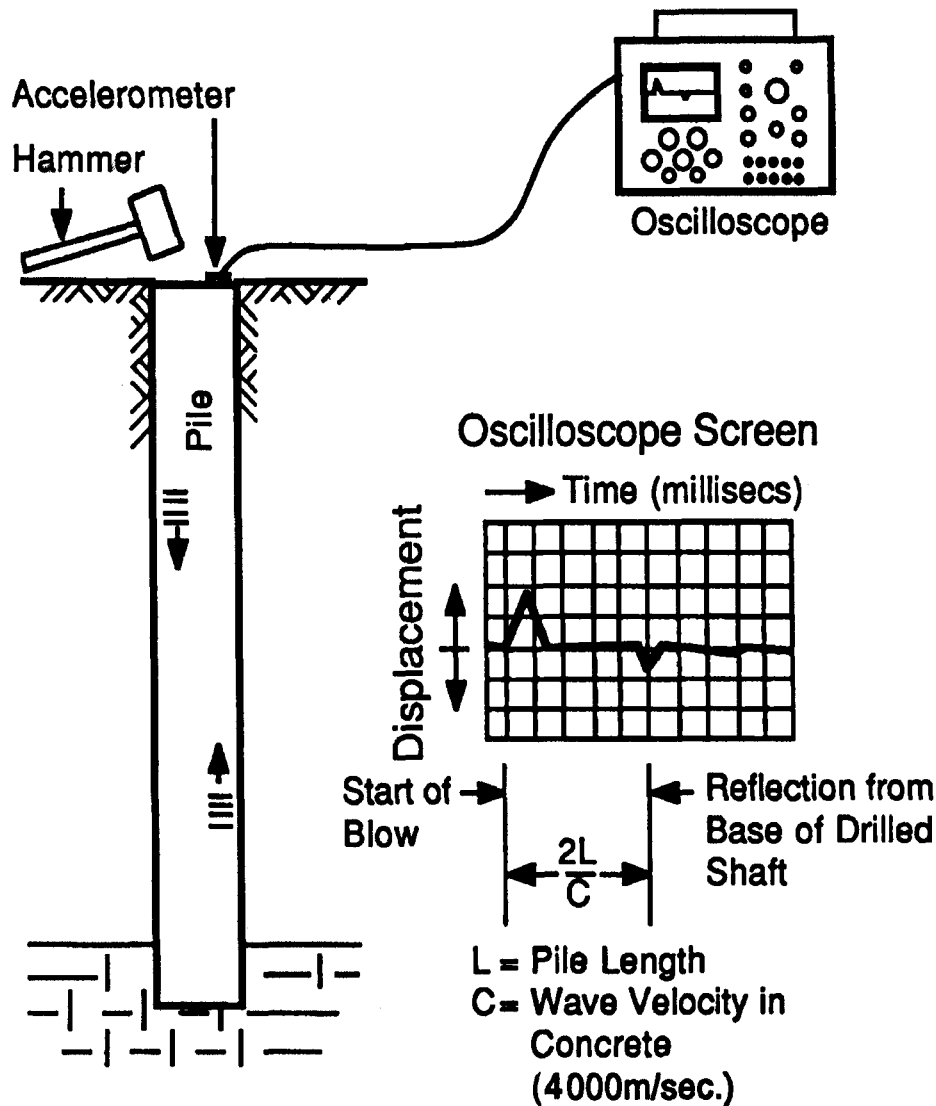 Accelerometer
Hammer
Oscilloscope
Pile
Oscilloscope Screen
Time (millisecs)
Displacement
Start of
Blow
Reflection from
Base of Drilled
Shaft
2L
C
L = Pile Length
C = Wave Velocity in
Concrete
(4000m/sec.)